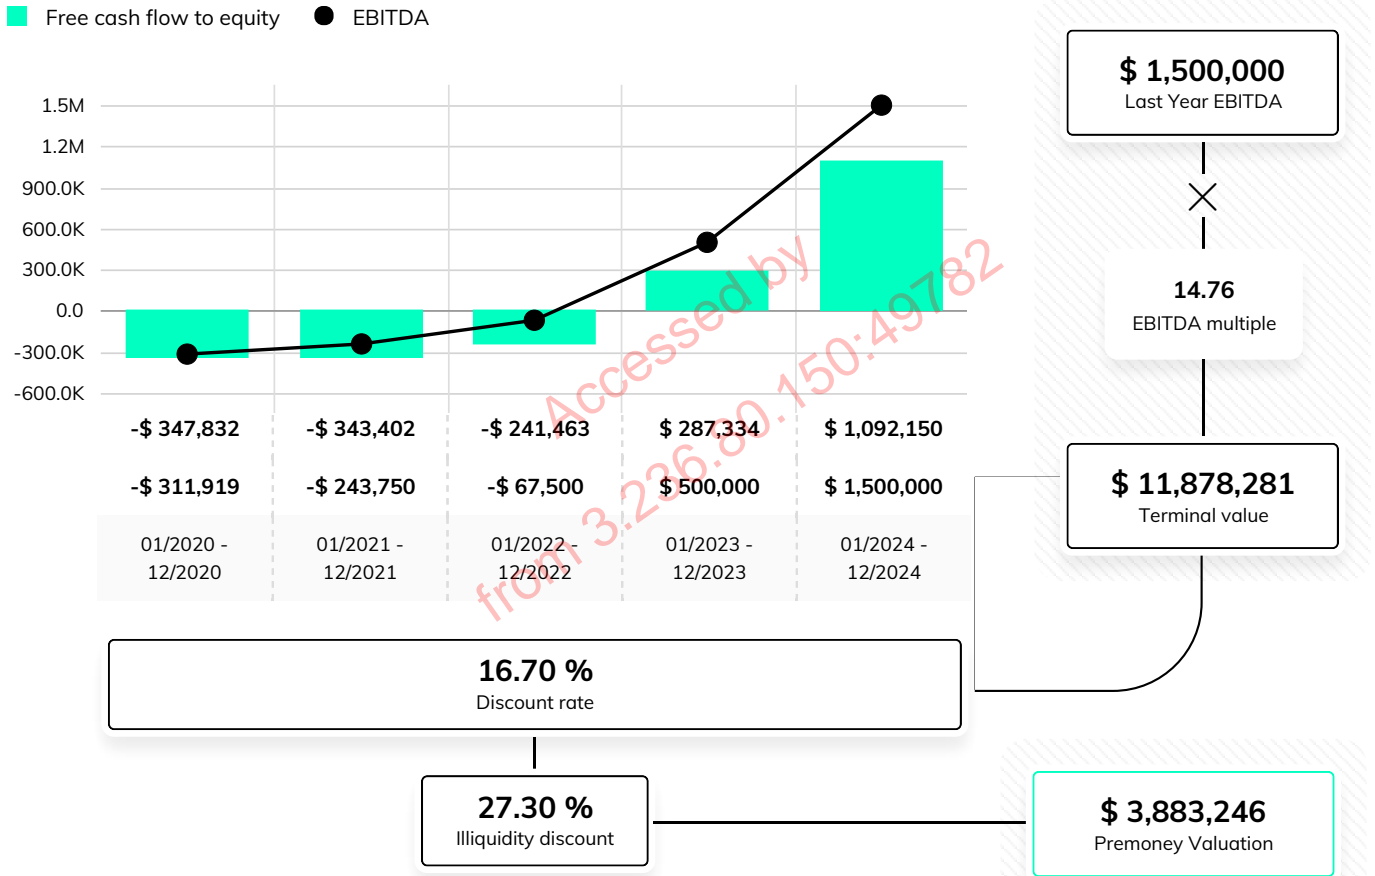 Free cash flow to equity
EBITDA
1.5M
1.2M
900.0K
600.0K
300.0K
0.0
-300.0K
-600.0K
-$ 347,832
-$ 343,402
-$ 241,463
$ 287,334
$ 1,092,150
-$ 311,919
-$ 243,750
-$ 67,500
$ 500,000
$ 1,500,000
01/2020 -
12/2020
01/2021 -
12/2021
01/2022 -
12/2022
01/2023 -
12/2023
01/2024 -
12/2024
Accessed by
from 3.236.80.150:49782
$ 1,500,000
Last Year EBITDA
14.76
EBITDA multiple
$ 11,878,281
Terminal value
16.70 %
Discount rate
27.30 %
Illiquidity discount
$ 3,883,246
Premoney Valuation